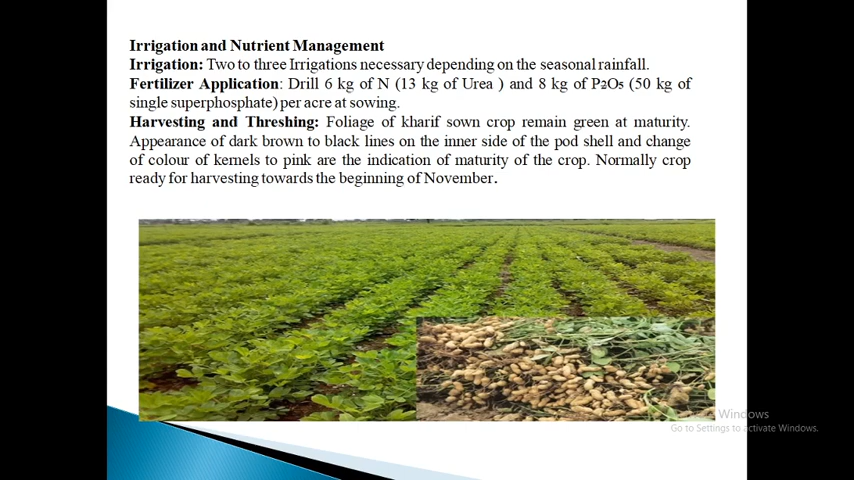 Irrigation and Nutrient Management
Irrigation: Two to three Irrigations necessary depending on the seasonal rainfall.
Fertilizer Application: Drill 6 kg of N (13 kg of Urea ) and 8 kg of P2O5 (50 kg of
single superphosphate) per acre at sowing.
Harvesting and Threshing: Foliage of kharif sown crop remain green at maturity.
Appearance of dark brown to black lines on the inner side of the pod shell and change
of colour of kernels to pink are the indication of maturity of the crop. Normally crop
ready for harvesting towards the beginning of November.
Windows
Go to Settings to activate Windows.